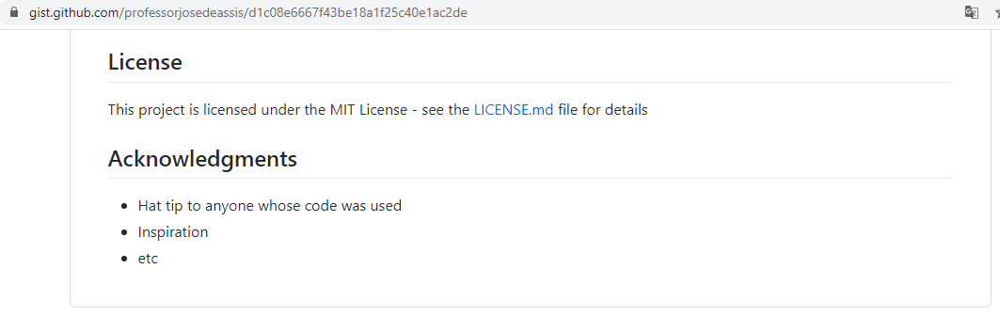 gist.github.com/professorjosedeassis/d1c08e6667f43be18a1f25c40e1ac2de
License
This project is licensed under the MIT License - see the LICENSE.md file for details
Acknowledgments
• Hat tip to anyone whose code was used
• Inspiration
• etc